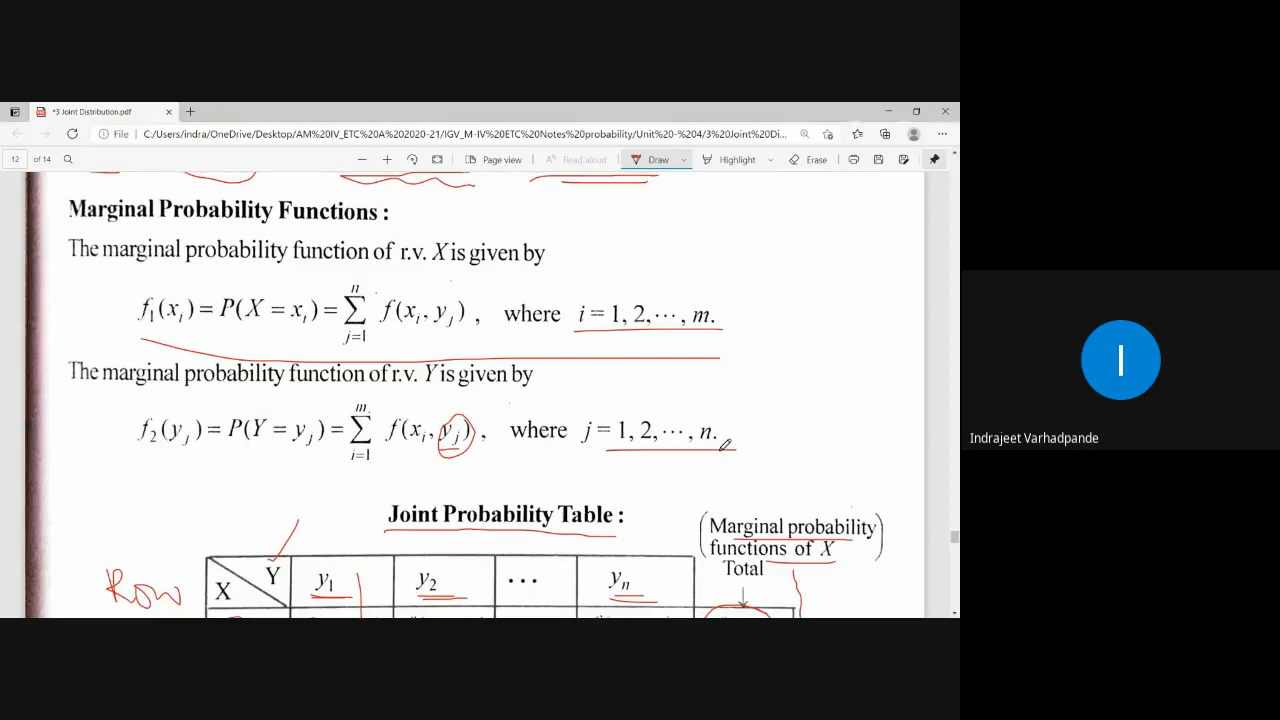 *3 Joint Distribution.pdf
File C:/Users/indra/OneDrive/Desktop/AM%20IV_ETC%20A%202020-21/IGV_M-IV%20ETC%20Notes%20probability/Unit%20-%204/3%20Joint%20Di...
12 of 14 Page view Read aloud Draw Highlight Erase
Marginal Probability Functions :
The marginal probability function of r.v. X is given by
f₁(xᵢ) = P(X = xᵢ) = ∑ⁿⱼ₌₁ f(xᵢ, yⱼ) , where i = 1, 2, ⋯, m.
The marginal probability function of r.v. Y is given by
f₂(yⱼ) = P(Y = yⱼ) = ∑ᵐᵢ₌₁ f(xᵢ, yⱼ) , where j = 1, 2, ⋯, n.
Joint Probability Table :
(Marginal probability
functions of X)
Total
Row
X Y y₁ y₂ ⋯ yₙ
I
Indrajeet Varhadpande